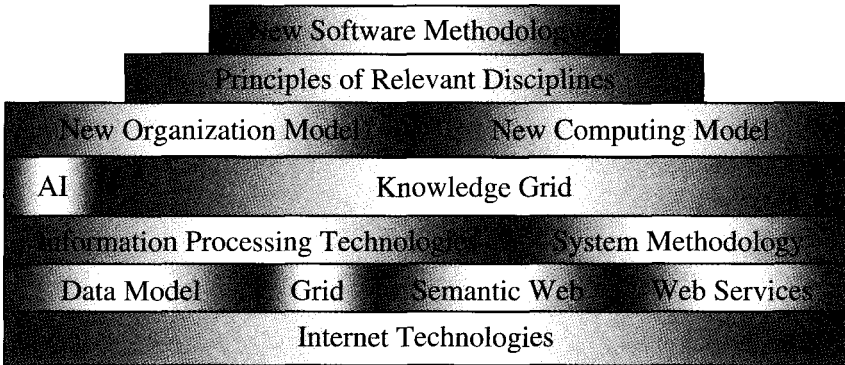 New Software Methodology
Principles of Relevant Disciplines
New Organization Model New Computing Model
AI Knowledge Grid
Information Processing Technologies System Methodology
Data Model Grid Semantic Web Web Services
Internet Technologies